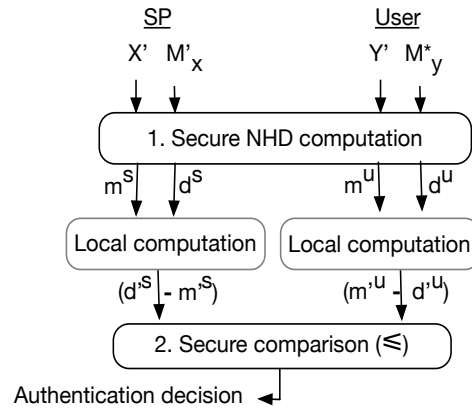 SP User
X' M'x Y' M*y
1. Secure NHD computation
m^s d^s m^u d^u
Local computation Local computation
(d'^s - m'^s) (m'^u - d'^u)
2. Secure comparison (⩽)
Authentication decision